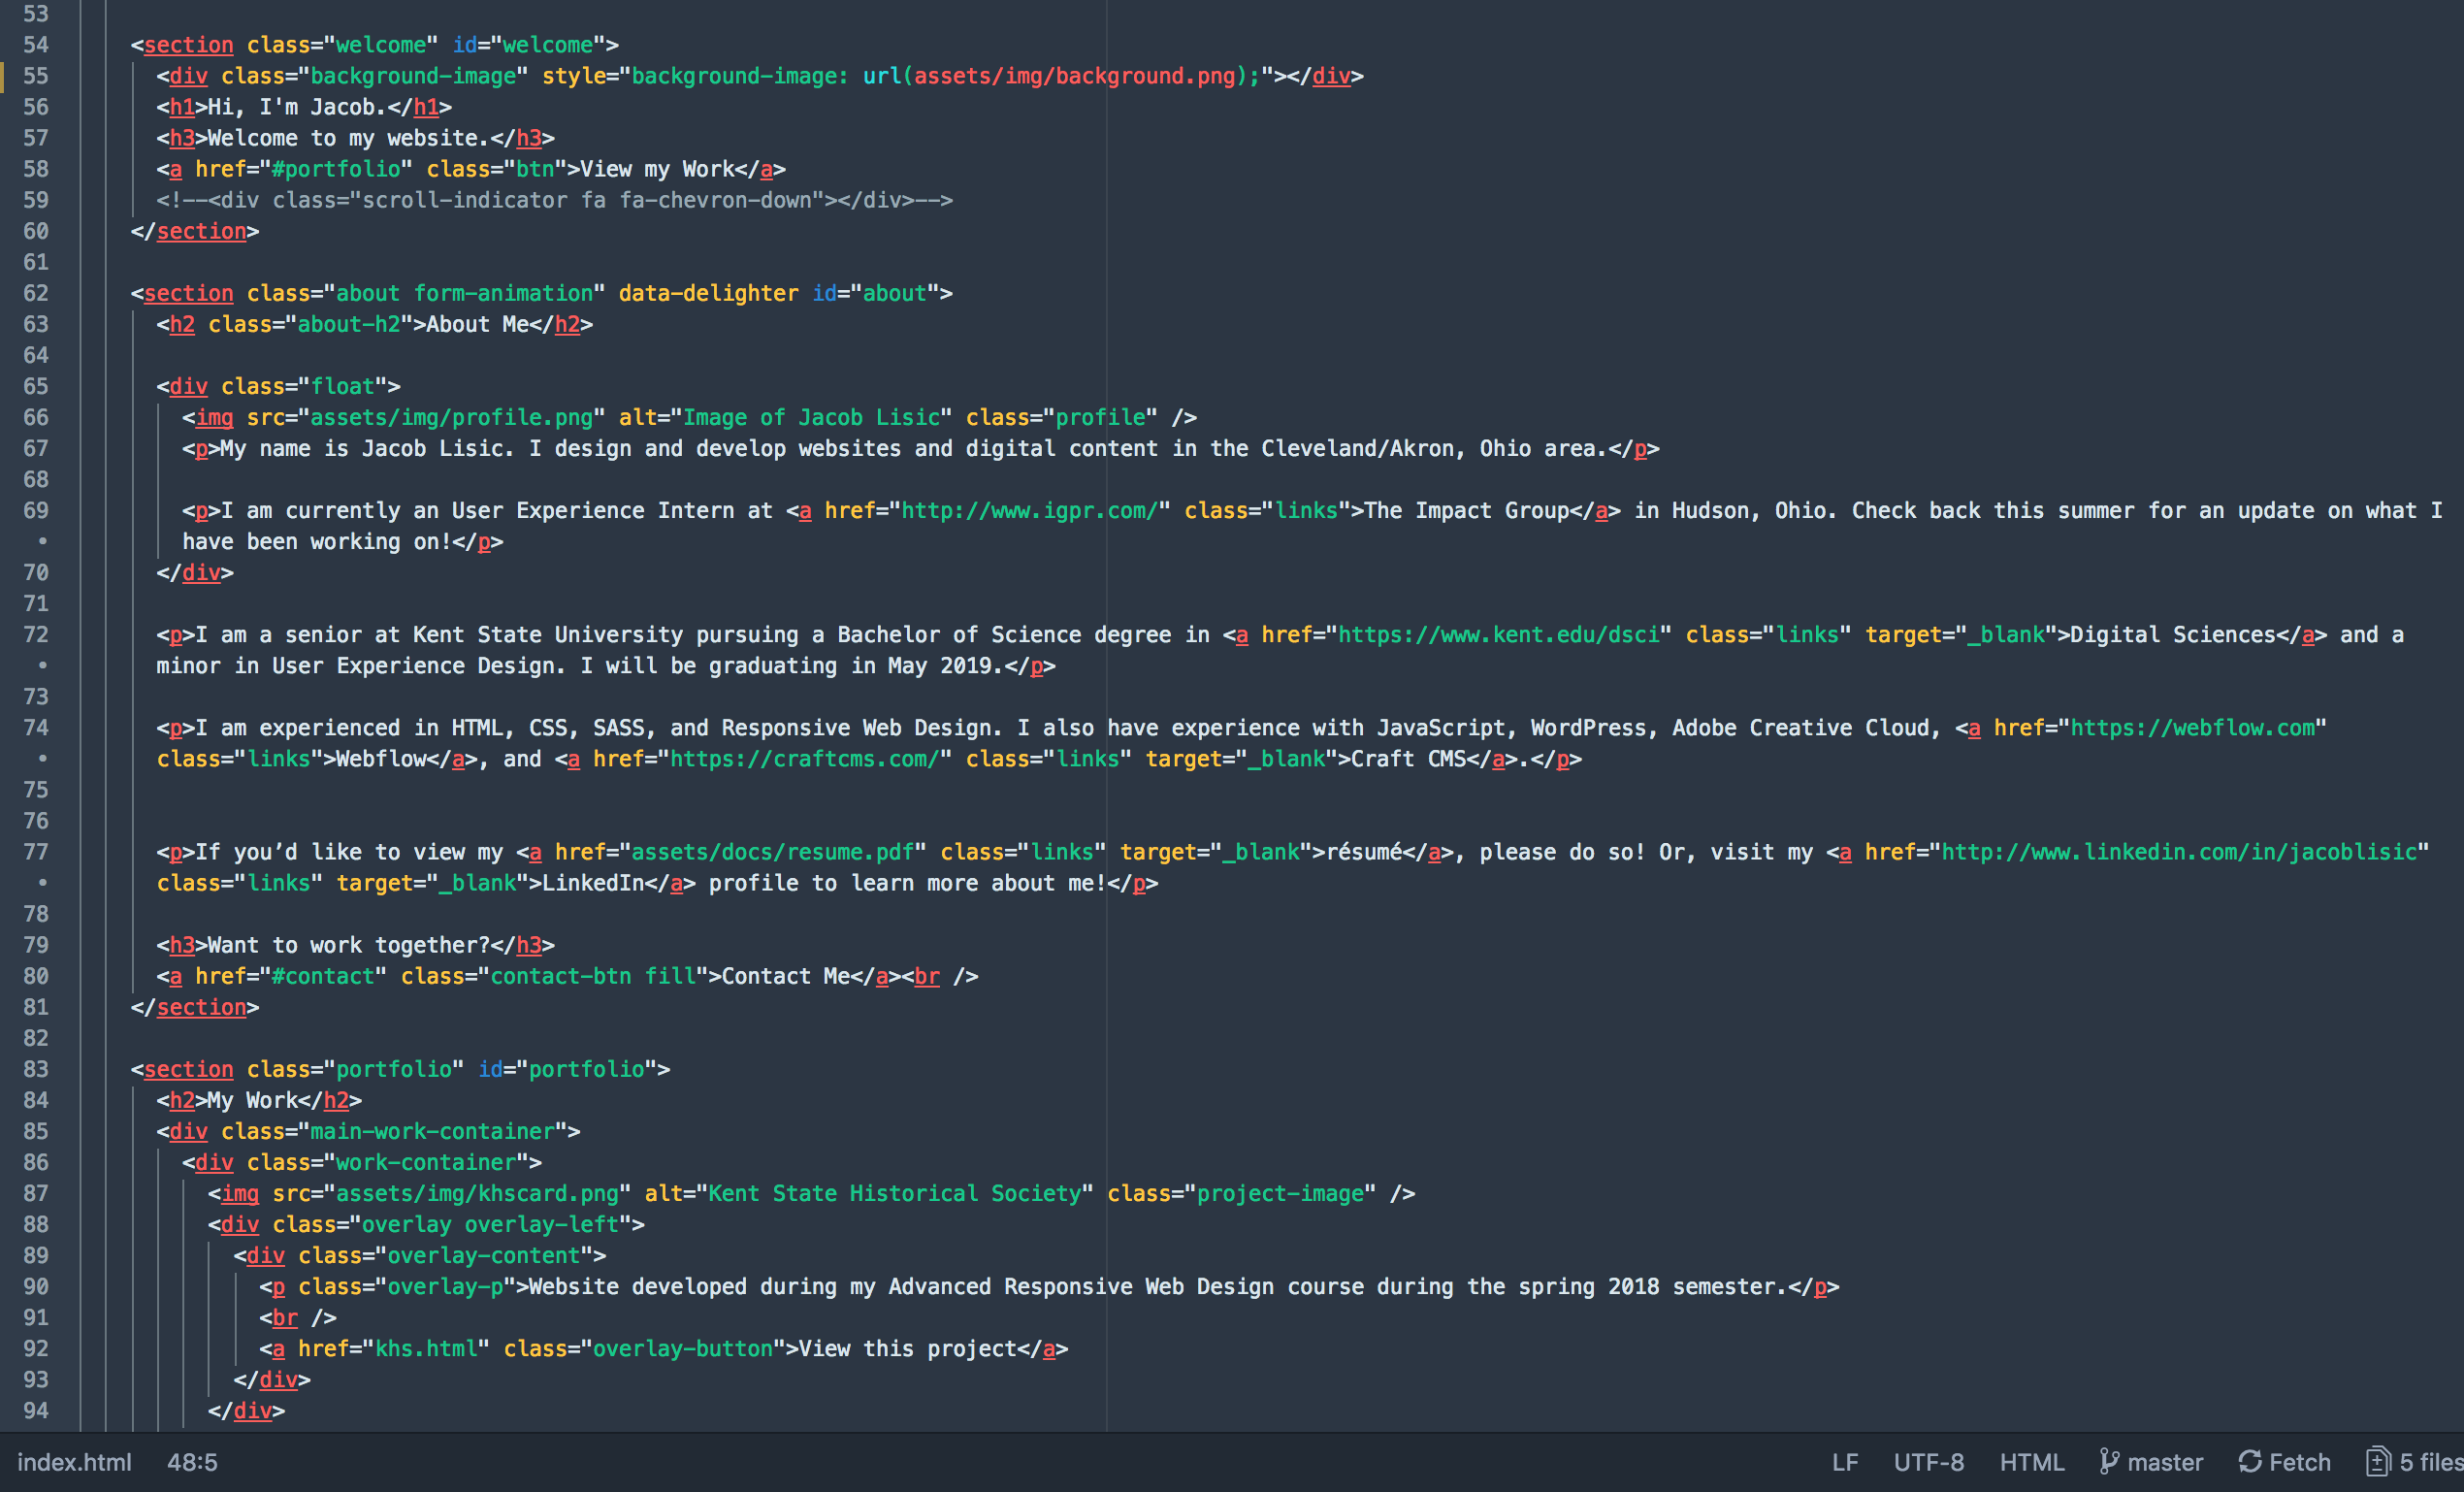 53
54 <section class="welcome" id="welcome">
55 <div class="background-image" style="background-image: url(assets/img/background.png);"></div>
56 <h1>Hi, I'm Jacob.</h1>
57 <h3>Welcome to my website.</h3>
58 <a href="#portfolio" class="btn">View my Work</a>
59 <!--<div class="scroll-indicator fa fa-chevron-down"></div>-->
60 </section>
61
62 <section class="about form-animation" data-delighter id="about">
63 <h2 class="about-h2">About Me</h2>
64
65 <div class="float">
66 <img src="assets/img/profile.png" alt="Image of Jacob Lisic" class="profile" />
67 <p>My name is Jacob Lisic. I design and develop websites and digital content in the Cleveland/Akron, Ohio area.</p>
68
69 <p>I am currently an User Experience Intern at <a href="http://www.igpr.com/" class="links">The Impact Group</a> in Hudson, Ohio. Check back this summer for an update on what I
• have been working on!</p>
70 </div>
71
72 <p>I am a senior at Kent State University pursuing a Bachelor of Science degree in <a href="https://www.kent.edu/dsci" class="links" target="_blank">Digital Sciences</a> and a
• minor in User Experience Design. I will be graduating in May 2019.</p>
73
74 <p>I am experienced in HTML, CSS, SASS, and Responsive Web Design. I also have experience with JavaScript, WordPress, Adobe Creative Cloud, <a href="https://webflow.com"
• class="links">Webflow</a>, and <a href="https://craftcms.com/" class="links" target="_blank">Craft CMS</a>.</p>
75
76
77 <p>If you’d like to view my <a href="assets/docs/resume.pdf" class="links" target="_blank">résumé</a>, please do so! Or, visit my <a href="http://www.linkedin.com/in/jacoblisic"
• class="links" target="_blank">LinkedIn</a> profile to learn more about me!</p>
78
79 <h3>Want to work together?</h3>
80 <a href="#contact" class="contact-btn fill">Contact Me</a><br />
81 </section>
82
83 <section class="portfolio" id="portfolio">
84 <h2>My Work</h2>
85 <div class="main-work-container">
86 <div class="work-container">
87 <img src="assets/img/khscard.png" alt="Kent State Historical Society" class="project-image" />
88 <div class="overlay overlay-left">
89 <div class="overlay-content">
90 <p class="overlay-p">Website developed during my Advanced Responsive Web Design course during the spring 2018 semester.</p>
91 <br />
92 <a href="khs.html" class="overlay-button">View this project</a>
93 </div>
94 </div>
index.html 48:5 LF UTF-8 HTML master Fetch 5 files